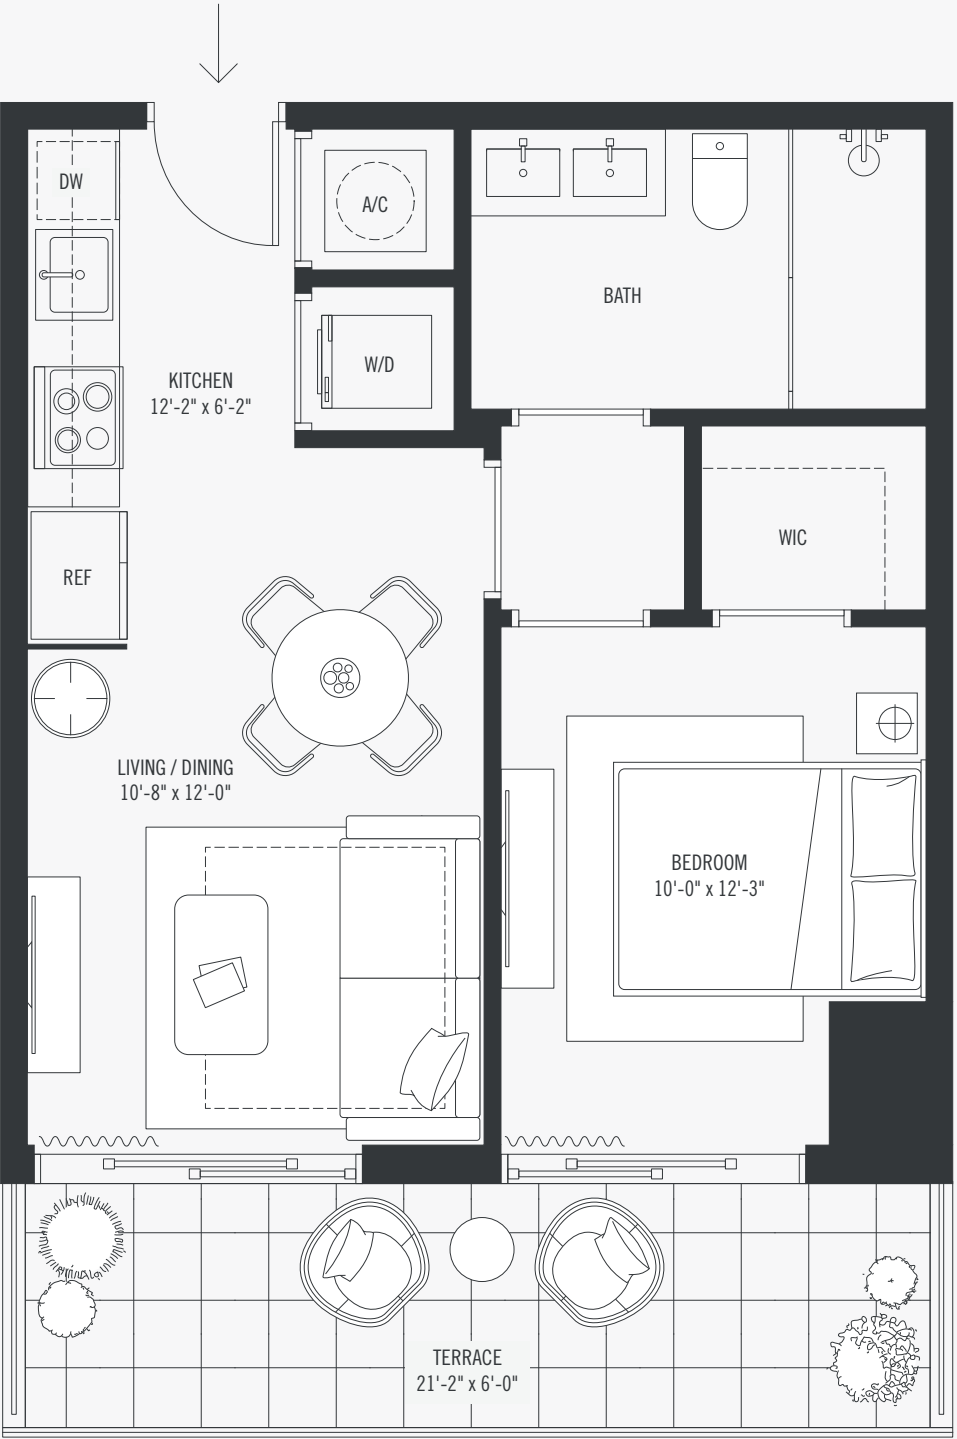 DW
A/C
BATH
W/D
KITCHEN
12'-2" x 6'-2"
WIC
REF
LIVING / DINING
10'-8" x 12'-0"
BEDROOM
10'-0" x 12'-3"
TERRACE
21'-2" x 6'-0"